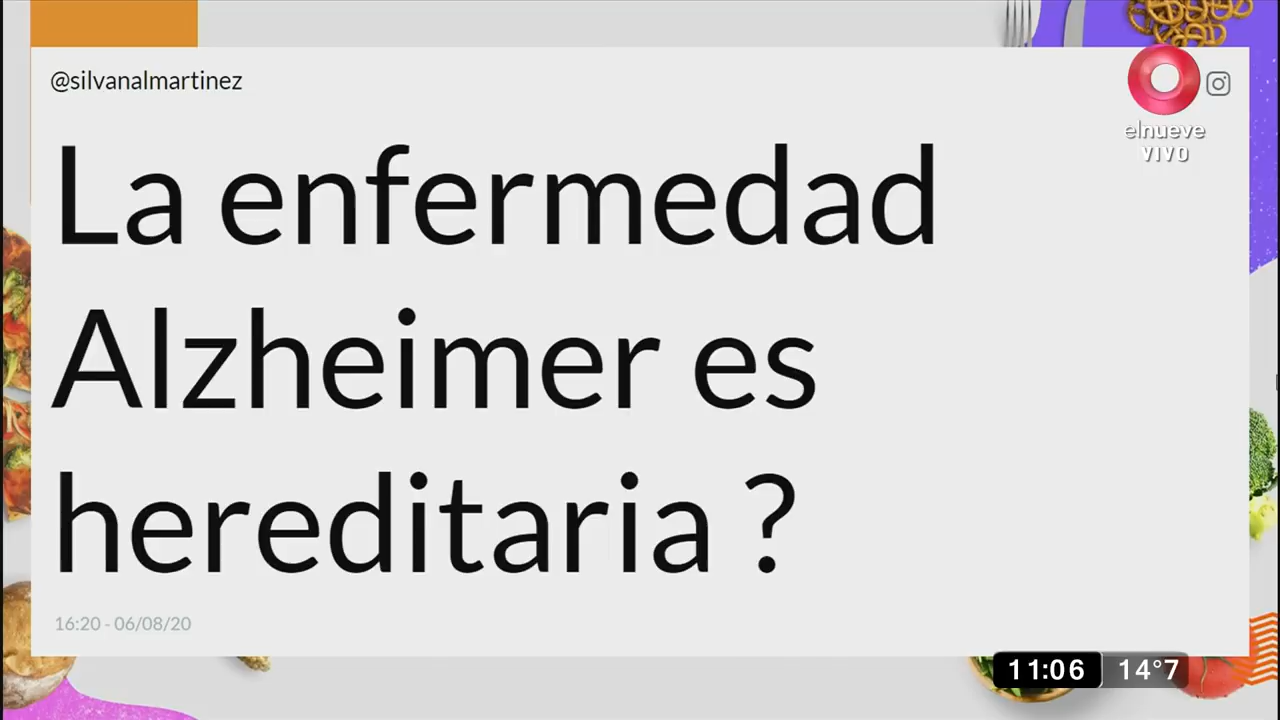 @silvanalmartinez
elnueve
VIVO
La enfermedad
Alzheimer es
hereditaria ?
16:20 - 06/08/20
11:06 14°7